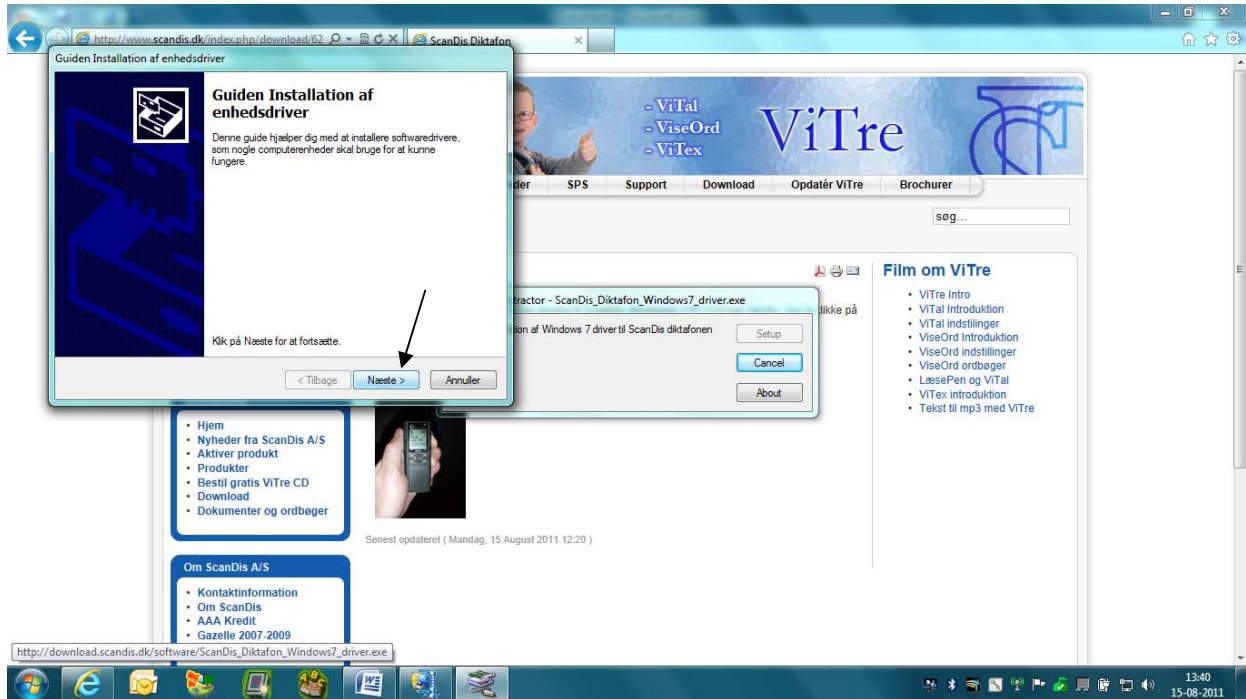 http://www.scandis.dk/index.php/download/62
ScanDis Diktafon
Guiden Installation af enhedsdriver
Guiden Installation af
enhedsdriver
Denne guide hjælper dig med at installere softwaredrivere,
som nogle computerenheder skal bruge for at kunne
fungere.
Klik på Næste for at fortsætte.
< Tilbage
Næste >
Annuller
- ViTal
- ViseOrd
- ViTex
ViTre
der
SPS
Support
Download
Opdatér ViTre
Brochurer
søg...
tractor - ScanDis_Diktafon_Windows7_driver.exe
ion af Windows 7 driver til ScanDis diktafonen
Setup
Cancel
About
klikke på
Film om ViTre
• ViTre Intro
• ViTal Introduktion
• ViTal indstilinger
• ViseOrd Introduktion
• ViseOrd indstillinger
• ViseOrd ordbøger
• LæsePen og ViTal
• ViTex introduktion
• Tekst til mp3 med ViTre
• Hjem
• Nyheder fra ScanDis A/S
• Aktiver produkt
• Produkter
• Bestil gratis ViTre CD
• Download
• Dokumenter og ordbøger
Senest opdateret ( Mandag, 15 August 2011 12:20 )
Om ScanDis A/S
• Kontaktinformation
• Om ScanDis
• AAA Kredit
• Gazelle 2007-2009
http://download.scandis.dk/software/ScanDis_Diktafon_Windows7_driver.exe
13:40
15-08-2011